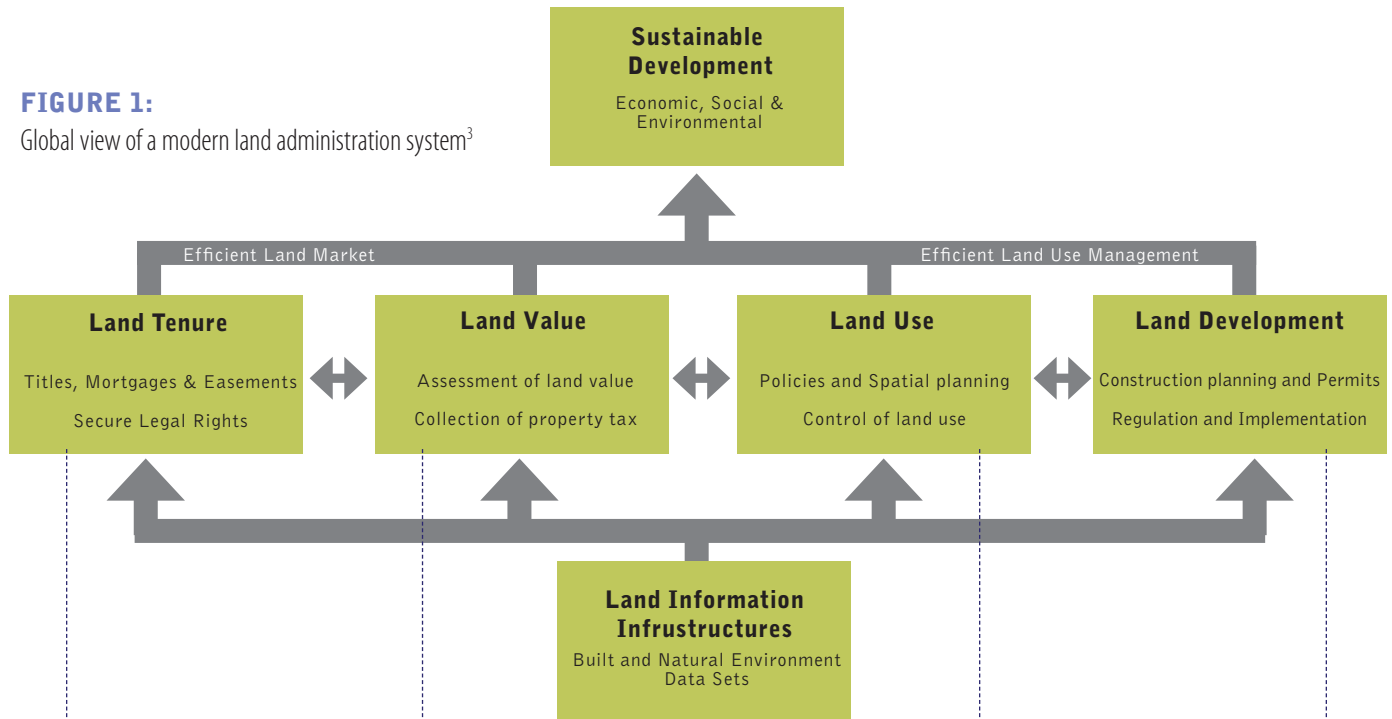 Sustainable
Development
Economic, Social &
Environmental
FIGURE 1:
Global view of a modern land administration system3
Efficient Land Market
Efficient Land Use Management
Land Tenure
Titles, Mortgages & Easements
Secure Legal Rights
Land Value
Assessment of land value
Collection of property tax
Land Use
Policies and Spatial planning
Control of land use
Land Development
Construction planning and Permits
Regulation and Implementation
Land Information
Infrustructures
Built and Natural Environment
Data Sets